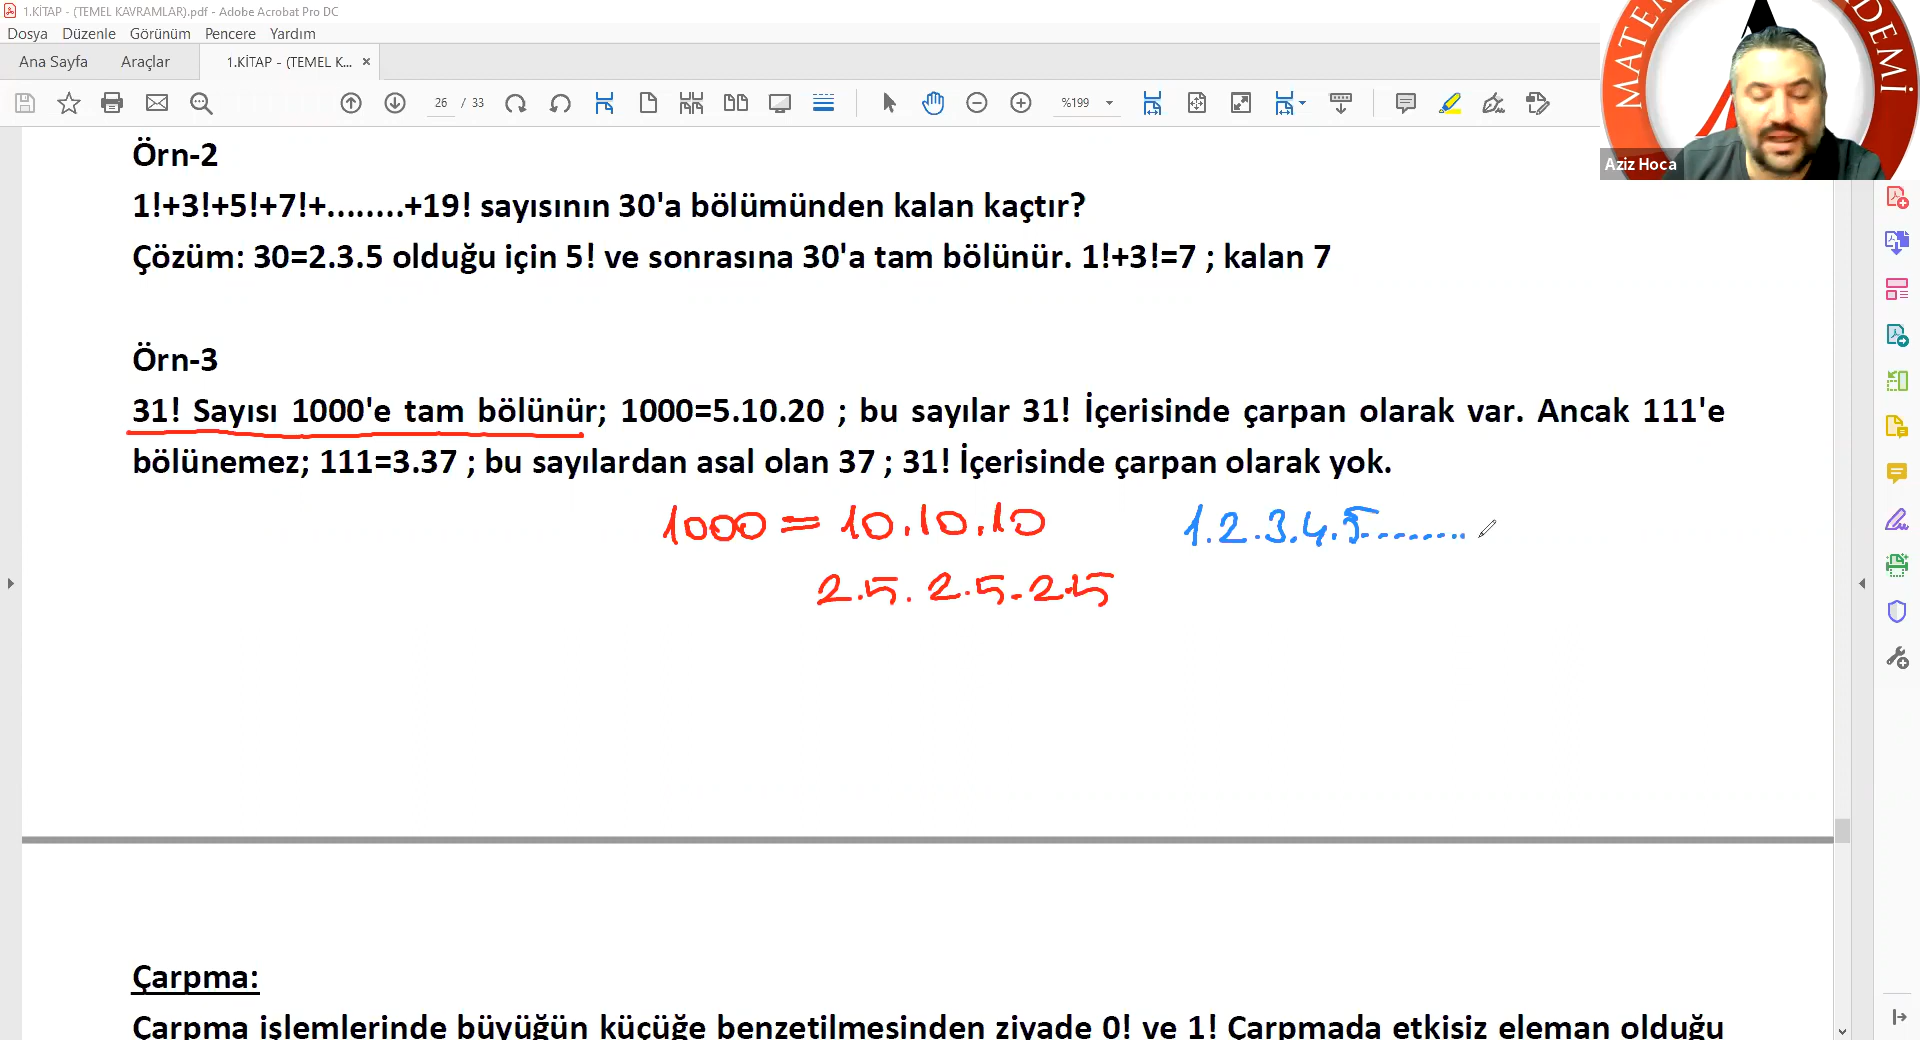 1.KİTAP - (TEMEL KAVRAMLAR).pdf - Adobe Acrobat Pro DC
Dosya Düzenle Görünüm Pencere Yardım
Ana Sayfa Araçlar 1.KİTAP - (TEMEL K... ×
26 / 33 %199
MATEM DEMİ
Aziz Hoca
Örn-2
1!+3!+5!+7!+........+19! sayısının 30'a bölümünden kalan kaçtır?
Çözüm: 30=2.3.5 olduğu için 5! ve sonrasına 30'a tam bölünür. 1!+3!=7 ; kalan 7
Örn-3
31! Sayısı 1000'e tam bölünür; 1000=5.10.20 ; bu sayılar 31! İçerisinde çarpan olarak var. Ancak 111'e
bölünemez; 111=3.37 ; bu sayılardan asal olan 37 ; 31! İçerisinde çarpan olarak yok.
1000 = 10.10.10 1.2.3.4.5........
2.5.2.5.2.5
Çarpma:
Çarpma işlemlerinde büyüğün küçüğe benzetilmesinden ziyade 0! ve 1! Çarpmada etkisiz eleman olduğu